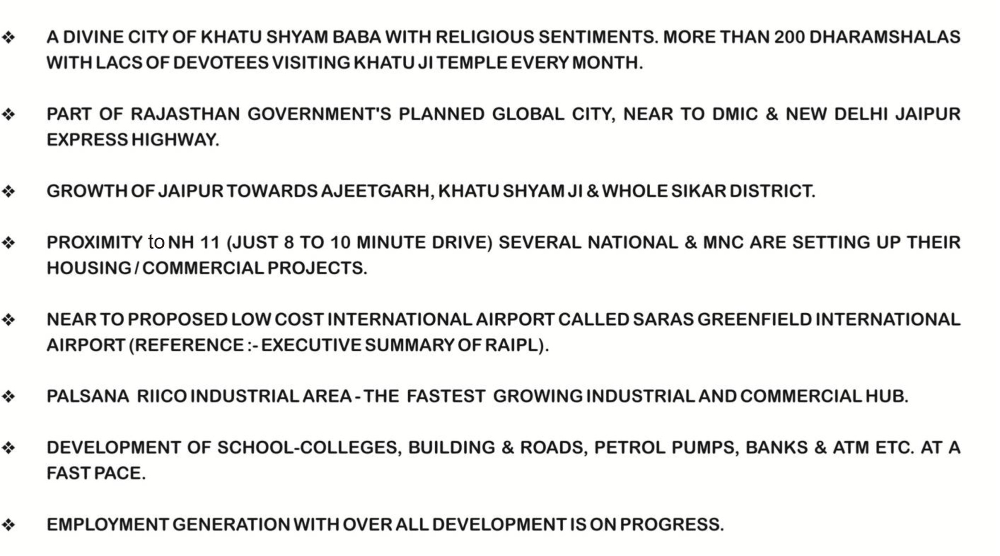 ❖ A DIVINE CITY OF KHATU SHYAM BABA WITH RELIGIOUS SENTIMENTS. MORE THAN 200 DHARAMSHALAS
WITH LACS OF DEVOTEES VISITING KHATU JI TEMPLE EVERY MONTH.
❖ PART OF RAJASTHAN GOVERNMENT'S PLANNED GLOBAL CITY, NEAR TO DMIC & NEW DELHI JAIPUR
EXPRESS HIGHWAY.
❖ GROWTH OF JAIPUR TOWARDS AJEETGARH, KHATU SHYAM JI & WHOLE SIKAR DISTRICT.
❖ PROXIMITY to NH 11 (JUST 8 TO 10 MINUTE DRIVE) SEVERAL NATIONAL & MNC ARE SETTING UP THEIR
HOUSING / COMMERCIAL PROJECTS.
❖ NEAR TO PROPOSED LOW COST INTERNATIONAL AIRPORT CALLED SARAS GREENFIELD INTERNATIONAL
AIRPORT (REFERENCE :- EXECUTIVE SUMMARY OF RAIPL).
❖ PALSANA RIICO INDUSTRIAL AREA - THE FASTEST GROWING INDUSTRIAL AND COMMERCIAL HUB.
❖ DEVELOPMENT OF SCHOOL-COLLEGES, BUILDING & ROADS, PETROL PUMPS, BANKS & ATM ETC. AT A
FAST PACE.
❖ EMPLOYMENT GENERATION WITH OVER ALL DEVELOPMENT IS ON PROGRESS.